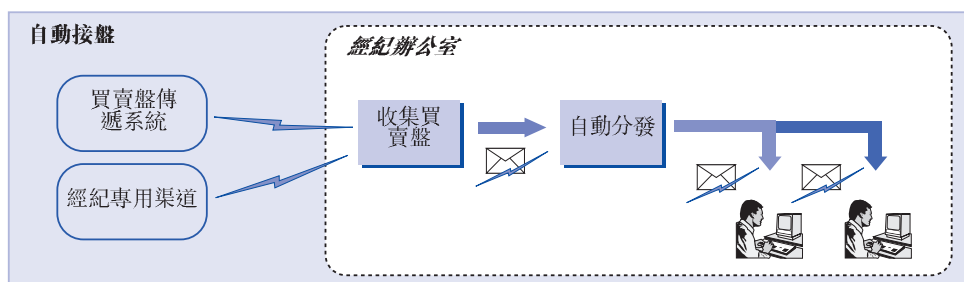 自動接盤
經紀辦公室
買賣盤傳
遞系統
收集買
賣盤
自動分發
經紀專用渠道